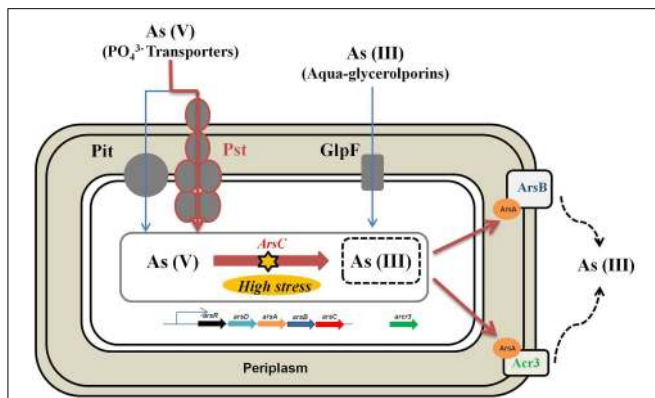 As (V)
(PO₄³⁻ Transporters)
As (III)
(Aqua-glycerolporins)
Pit
Pst
GlpF
ArsB
ArsA
ArsC
As (V)
As (III)
As (III)
High stress
arsR
arsD
arsA
arsB
arsC
arcr3
ArsA
Acr3
Periplasm